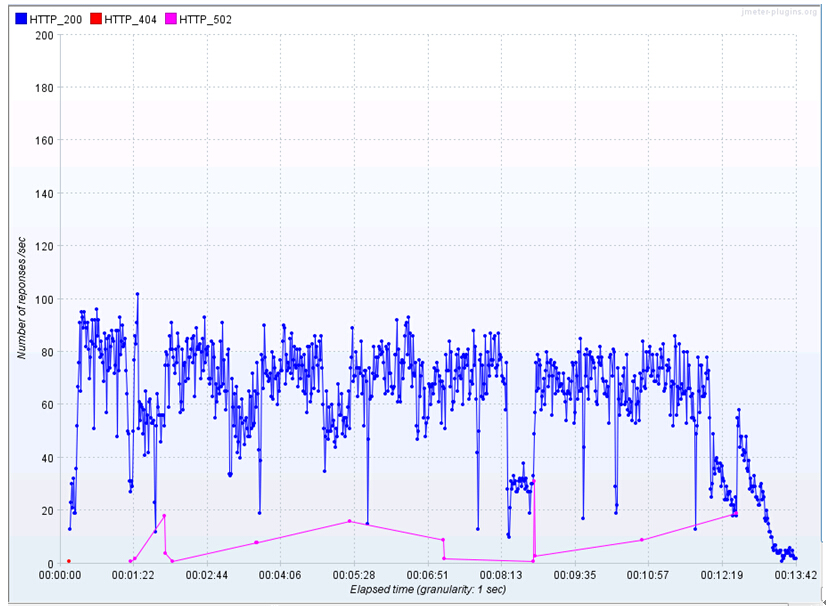 HTTP_200 HTTP_404 HTTP_502
jmeter-plugins.org
200
180
160
140
120
100
80
60
40
20
0
Number of reponses /sec
00:00:00 00:01:22 00:02:44 00:04:06 00:05:28 00:06:51 00:08:13 00:09:35 00:10:57 00:12:19 00:13:42
Elapsed time (granularity: 1 sec)